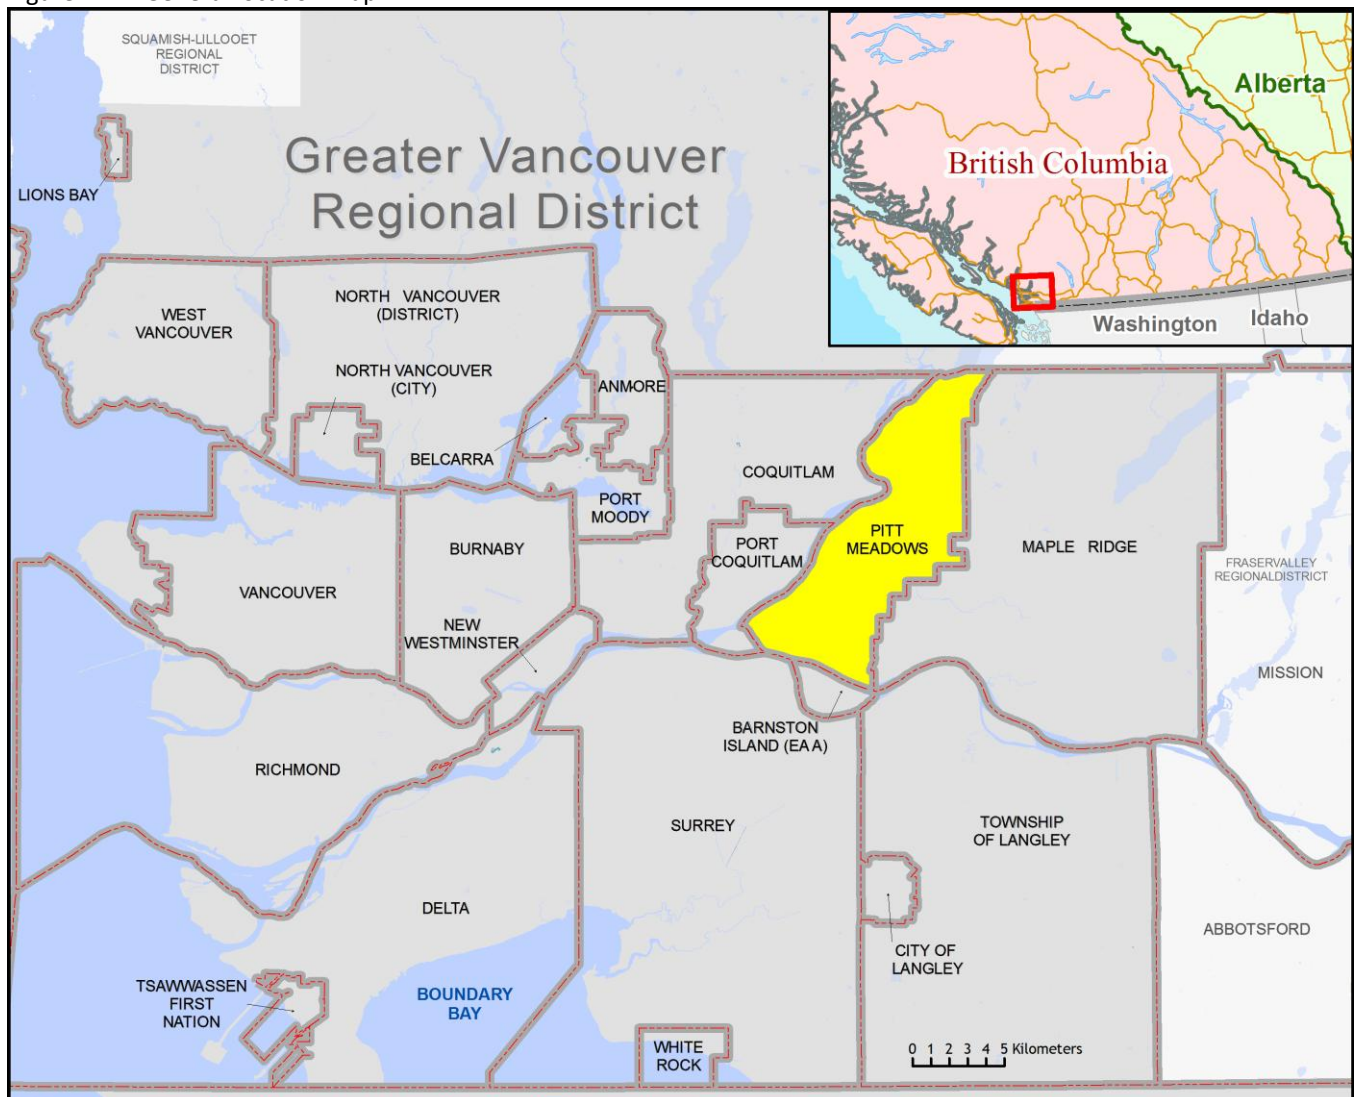 SQUAMISH-LILLOOET
REGIONAL
DISTRICT
Greater Vancouver
Regional District
LIONS BAY
British Columbia
Alberta
Washington
Idaho
WEST
VANCOUVER
NORTH VANCOUVER
(DISTRICT)
NORTH VANCOUVER
(CITY)
ANMORE
BELCARRA
COQUITLAM
PORT
MOODY
PORT
COQUITLAM
PITT
MEADOWS
MAPLE RIDGE
BURNABY
VANCOUVER
NEW
WESTMINSTER
FRASERVALLEY
REGIONALDISTRICT
MISSION
BARNSTON
ISLAND (EA A)
RICHMOND
SURREY
TOWNSHIP
OF LANGLEY
DELTA
CITY OF
LANGLEY
ABBOTSFORD
TSAWWASSEN
FIRST
NATION
BOUNDARY
BAY
WHITE
ROCK
0 1 2 3 4 5 Kilometers